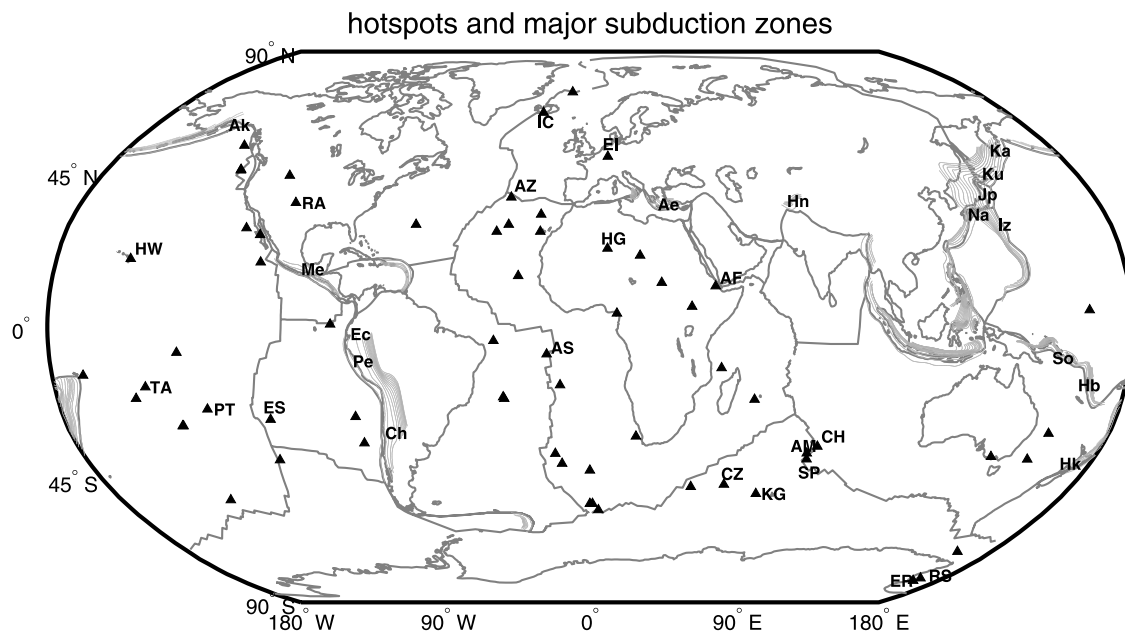 hotspots and major subduction zones
90° N
Ak
IC
EI
Ka
45° N
Ku
AZ
Jp
RA
Ae
Hn
Na
Iz
HW
HG
Me
AF
0°
Ec
AS
Pe
So
TA
Hb
PT
ES
Ch
CH
AM
Hk
SP
45° S
CZ
KG
ER
RS
90° S
180° W
90° W
0°
90° E
180° E